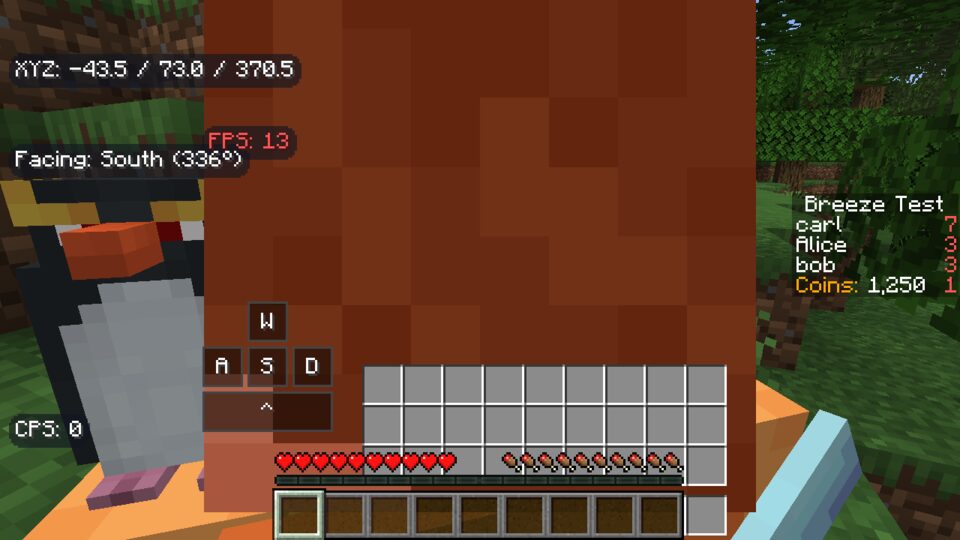 XYZ: -43.5 / 73.0 / 370.5
FPS: 13
Facing: South (336º)
Breeze Test
carl 7
Alice 3
bob 3
Coins: 1,250 1
W
A S D
^
CPS: 0